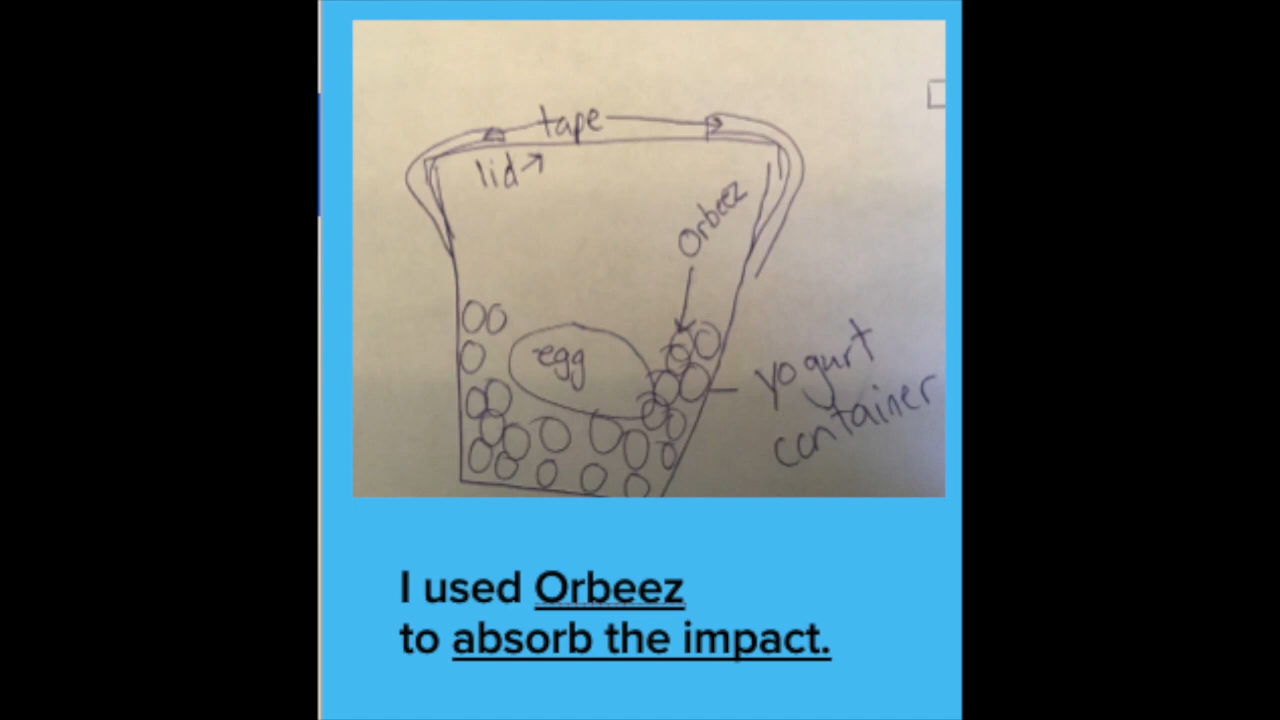 tape
lid
Orbeez
egg
yogurt
container
I used Orbeez
to absorb the impact.